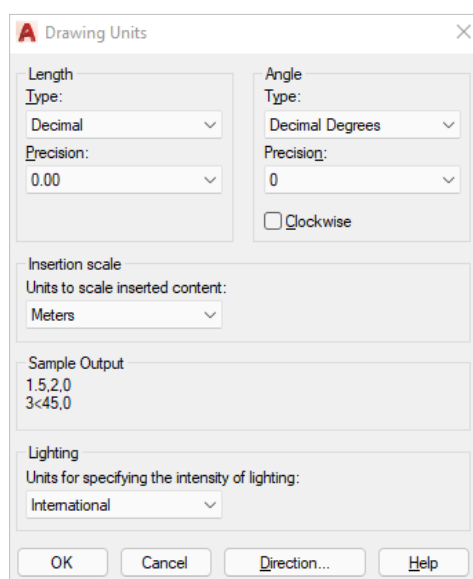 Drawing Units
Length
Type:
Decimal
Precision:
0.00
Angle
Type:
Decimal Degrees
Precision:
0
Clockwise
Insertion scale
Units to scale inserted content:
Meters
Sample Output
1.5,2,0
3<45,0
Lighting
Units for specifying the intensity of lighting:
International
OK Cancel Direction... Help